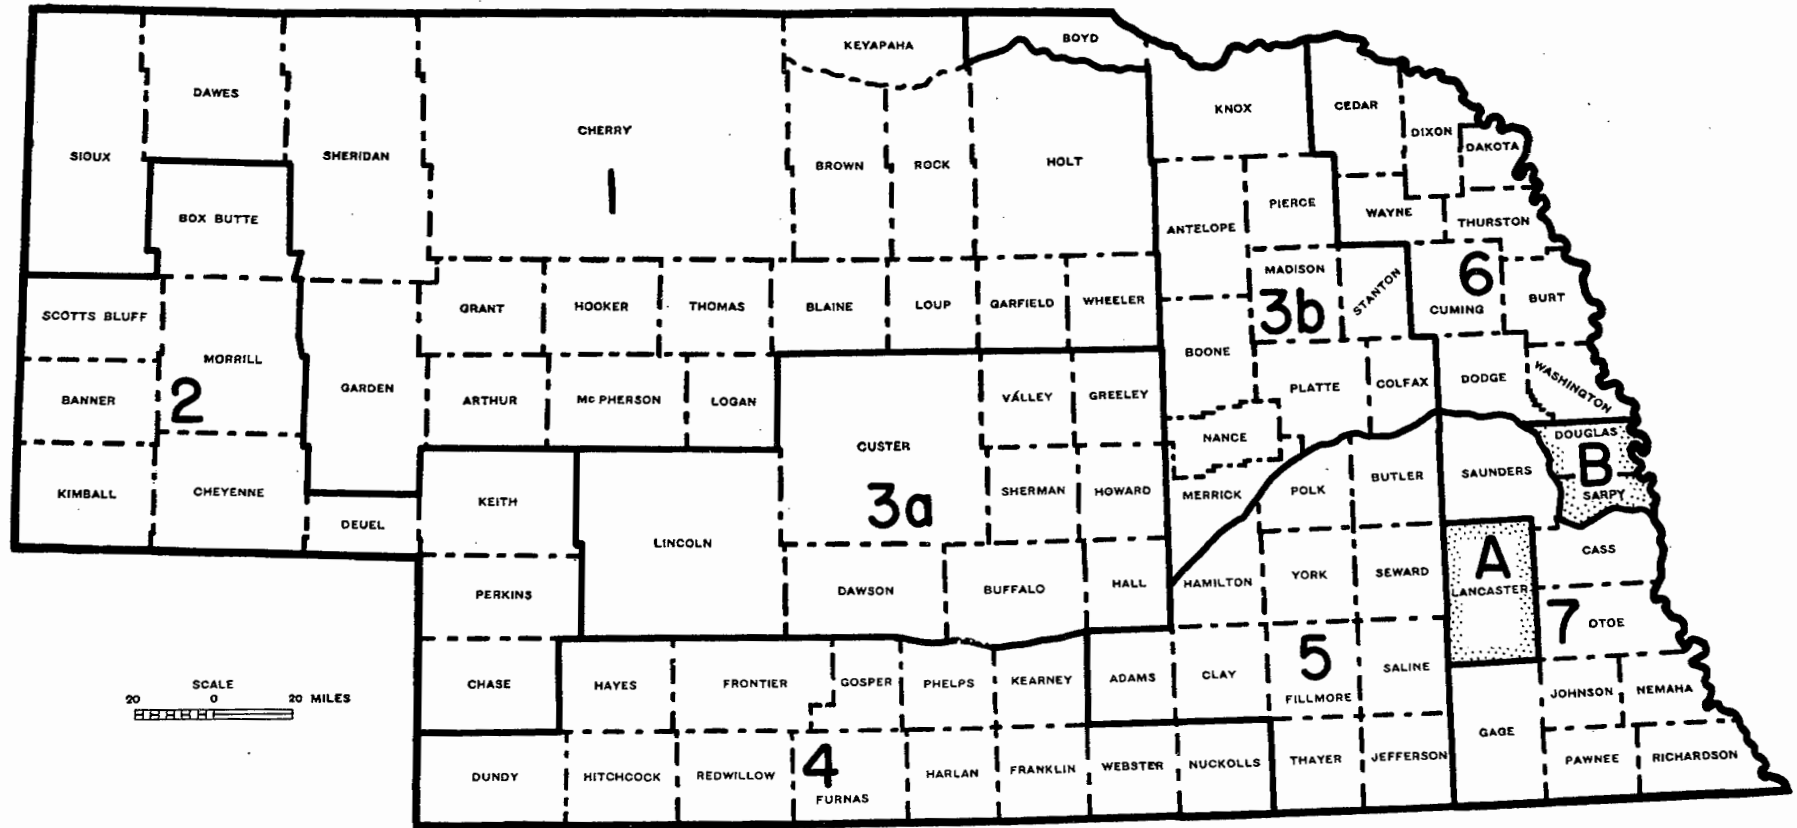 KEYAPAHA
BOYD
DAWES
CHERRY
KNOX
CEDAR
DIXON
DAKOTA
SIOUX
SHERIDAN
1
BROWN
ROCK
HOLT
BOX BUTTE
ANTELOPE
PIERCE
WAYNE
THURSTON
SCOTTS BLUFF
GRANT
HOOKER
THOMAS
BLAINE
LOUP
GARFIELD
WHEELER
MADISON
3b
STANTON
6
CUMING
BURT
MORRILL
2
BANNER
GARDEN
ARTHUR
Mc PHERSON
LOGAN
VALLEY
GREELEY
BOONE
PLATTE
COLFAX
DODGE
WASHINGTON
CUSTER
3a
NANCE
DOUGLAS
B
SARPY
KIMBALL
CHEYENNE
DEUEL
KEITH
LINCOLN
SHERMAN
HOWARD
MERRICK
POLK
BUTLER
SAUNDERS
PERKINS
DAWSON
BUFFALO
HALL
HAMILTON
YORK
SEWARD
A
LANCASTER
CASS
7
OTOE
SCALE
20 0 20 MILES
CHASE
HAYES
FRONTIER
GOSPER
PHELPS
KEARNEY
ADAMS
CLAY
5
FILLMORE
SALINE
JOHNSON
NEMAHA
DUNDY
HITCHCOCK
REDWILLOW
4
FURNAS
HARLAN
FRANKLIN
WEBSTER
NUCKOLLS
THAYER
JEFFERSON
GAGE
PAWNEE
RICHARDSON